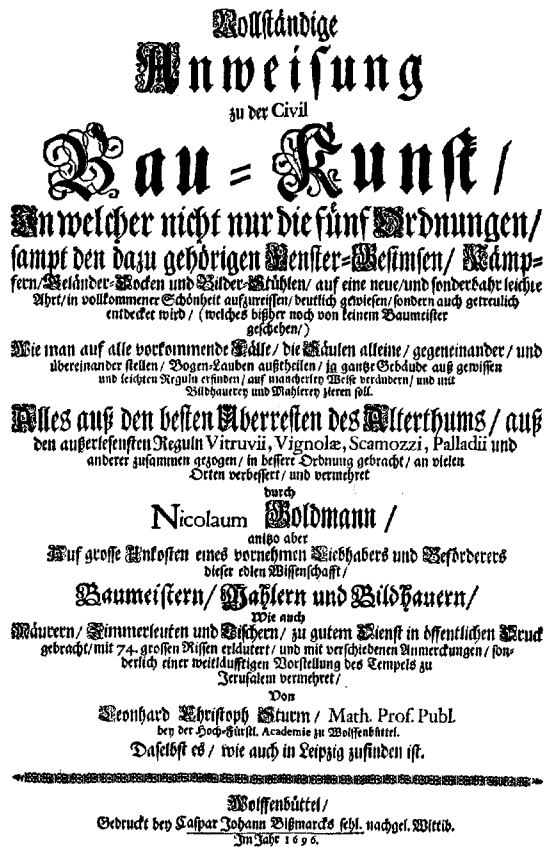 Vollständige
Anweisung
zu der Civil
Bau-Kunst/
In welcher nicht nur die fünf Ordnungen/
sampt den dazu gehörigen Fenster-Gesimsen/ Kämp-
fern/Geländer-Docken und Bilder-Stühlen/ auf eine neue/und sonderbahr leichte
Ahrt/in vollkommener Schönheit aufzureissen/deutlich gewiesen/sondern auch getreulich
entdecket wird/ (welches bißher noch von keinem Baumeister
geschehen/)
Wie man auf alle vorkommende Fälle/ die Säulen alleine/ gegeneinander/ und
übereinander stellen/ Bogen-Lauben außtheilen/ ja gantze Gebäude auß gewissen
und leichten Reguln erfinden/ auf mancherley Weise verändern/ und mit
Bildhauerey und Mahlerey zieren soll.
Alles auß den besten Uberresten des Alterthums/ auß
den außerlesensten Reguln Vitruvii, Vignolæ, Scamozzi, Palladii und
anderer zusammen gezogen/ in bessere Ordnung gebracht/ an vielen
Orten verbessert/ und vermehret
durch
Nicolaum Goldmann/
anitzo aber
Auf grosse Unkosten eines vornehmen Liebhabers und Beförderers
dieser edlen Wissenschafft/
Baumeistern/ Mahlern und Bildhauern/
Wie auch
Mäurern/ Zimmerleuten und Tischern/ zu gutem Dienst in öffentlichen Druck
gebracht/mit 74. grossen Rissen erläutert/ und mit verschiedenen Anmerckungen/ son-
derlich einer weitläufftigen Vorstellung des Tempels zu
Jerusalem vermehret/
Von
Leonhard Christoph Sturm/ Math. Prof. Publ.
bey der Hoch-Fürstl. Academie zu Wolffenbüttel.
Daselbst es/ wie auch in Leipzig zufinden ist.
Wolffenbüttel/
Gedruckt bey Caspar Johann Bißmarcks sehl. nachgel. Wittib.
Im Jahr 1696.